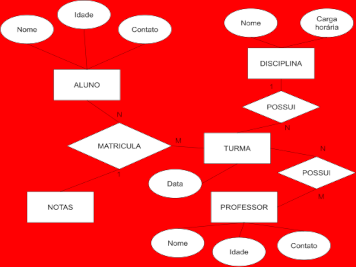 Idade
Nome
Contato
Nome
Carga
horária
ALUNO
DISCIPLINA
POSSUI
N
N
MATRICULA
M
TURMA
N
POSSUI
Data
M
NOTAS
PROFESSOR
Nome
Idade
Contato